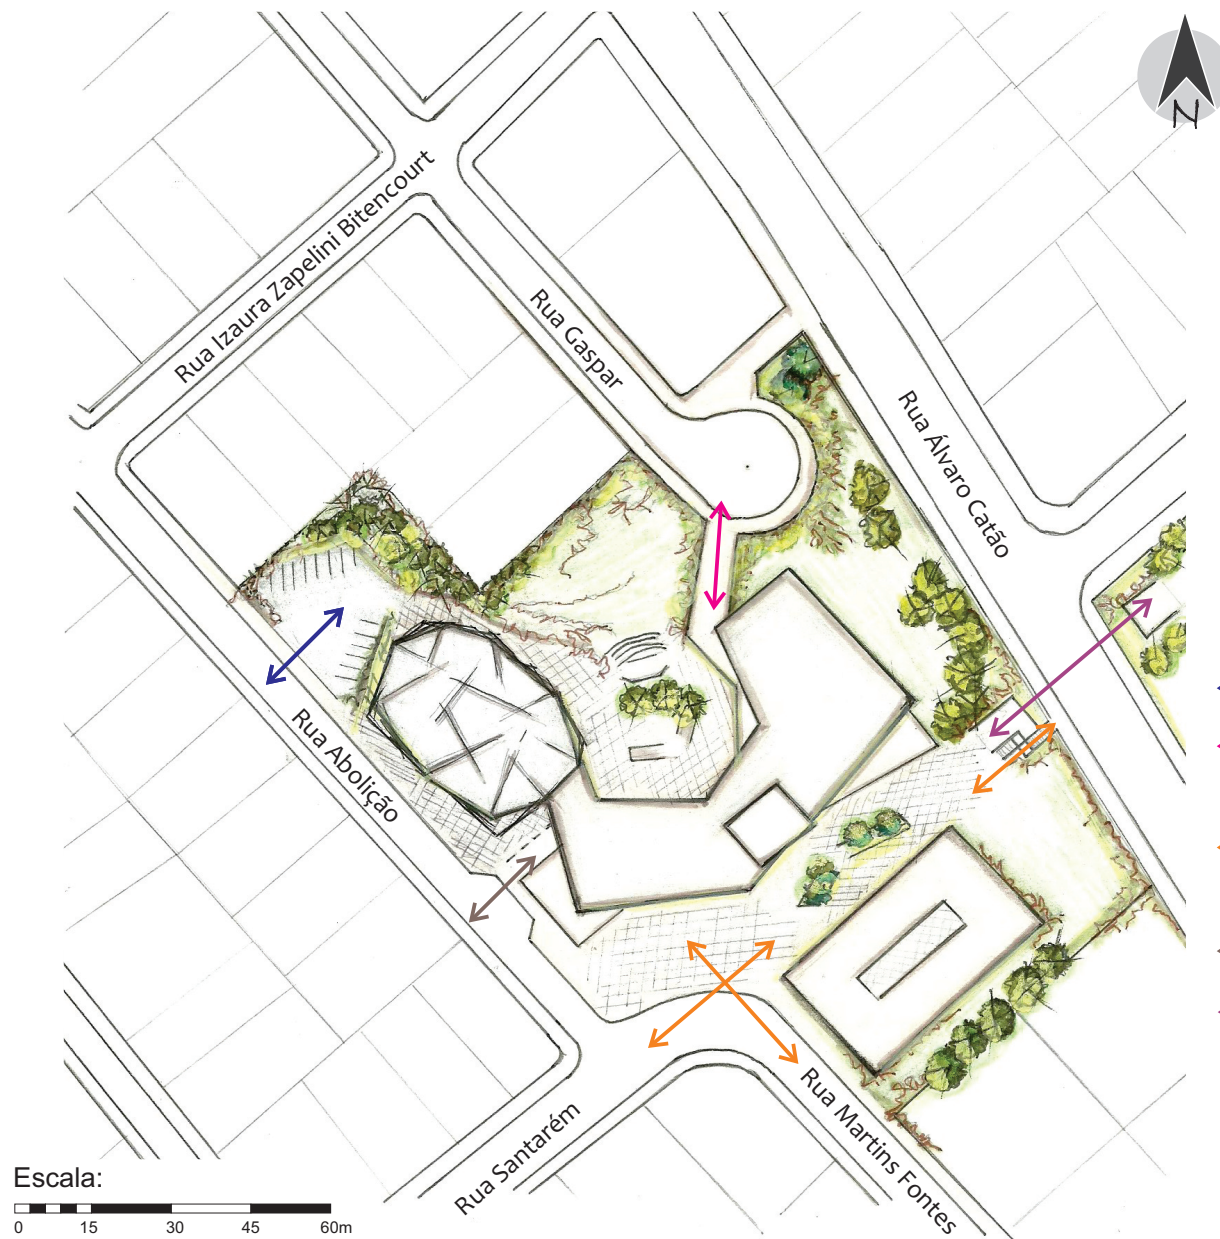 N
Rua Izaura Zapelini Bitencourt
Rua Gaspar
Rua Álvaro Catão
Rua Abolição
Rua Martins Fontes
Rua Santarém
Escala:
0 15 30 45 60m